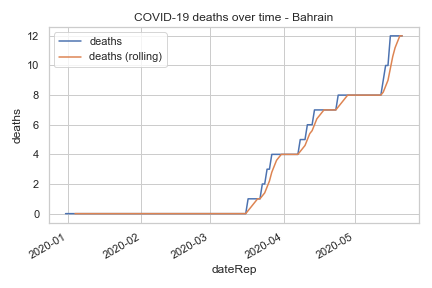 COVID-19 deaths over time - Bahrain
deaths
deaths (rolling)
12
10
8
6
4
2
0
deaths
2020-01
2020-02
2020-03
2020-04
2020-05
dateRep